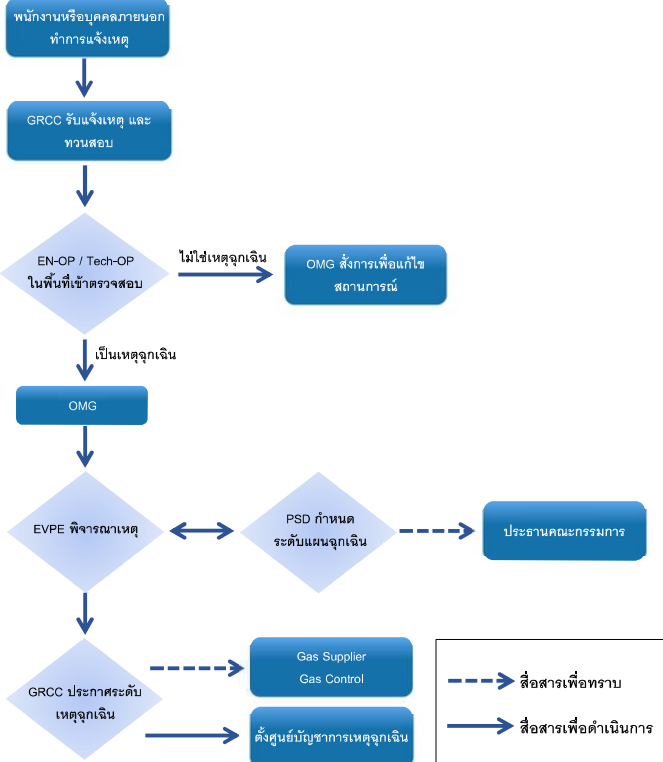 พนักงานหรือบุคคลภายนอก
ทำการแจ้งเหตุ
GRCC รับแจ้งเหตุ และ
ทวนสอบ
EN-OP / Tech-OP
ในพื้นที่เข้าตรวจสอบ
ไม่ใช่เหตุฉุกเฉิน
OMG สั่งการเพื่อแก้ไข
สถานการณ์
เป็นเหตุฉุกเฉิน
OMG
EVPE พิจารณาเหตุ
PSD กำหนด
ระดับแผนฉุกเฉิน
ประธานคณะกรรมการ
GRCC ประกาศระดับ
เหตุฉุกเฉิน
Gas Supplier
Gas Control
ตั้งศูนย์บัญชาการเหตุฉุกเฉิน
สื่อสารเพื่อทราบ
สื่อสารเพื่อดำเนินการ